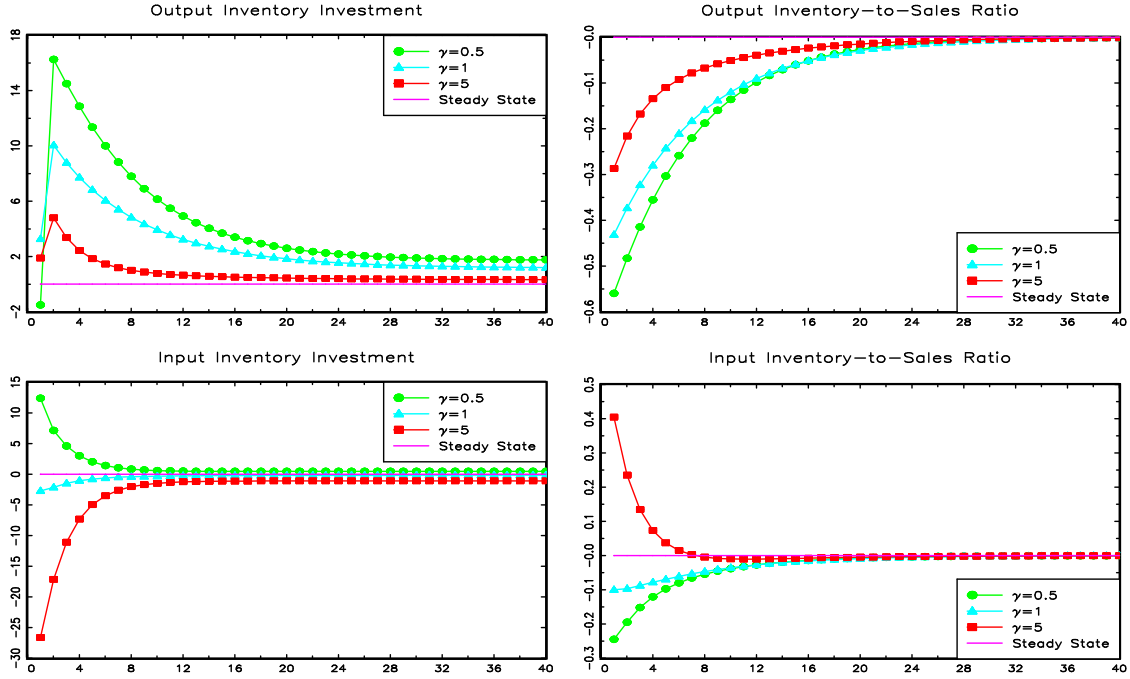 Output Inventory Investment
18
14
10
6
2
-2
0 4 8 12 16 20 24 28 32 36 40
γ=0.5
γ=1
γ=5
Steady State
Output Inventory-to-Sales Ratio
-0.0
-0.1
-0.2
-0.3
-0.4
-0.5
-0.6
0 4 8 12 16 20 24 28 32 36 40
γ=0.5
γ=1
γ=5
Steady State
Input Inventory Investment
15
10
5
0
-5
-10
-15
-20
-25
-30
0 4 8 12 16 20 24 28 32 36 40
γ=0.5
γ=1
γ=5
Steady State
Input Inventory-to-Sales Ratio
0.5
0.4
0.3
0.2
0.1
-0.0
-0.1
-0.2
-0.3
0 4 8 12 16 20 24 28 32 36 40
γ=0.5
γ=1
γ=5
Steady State